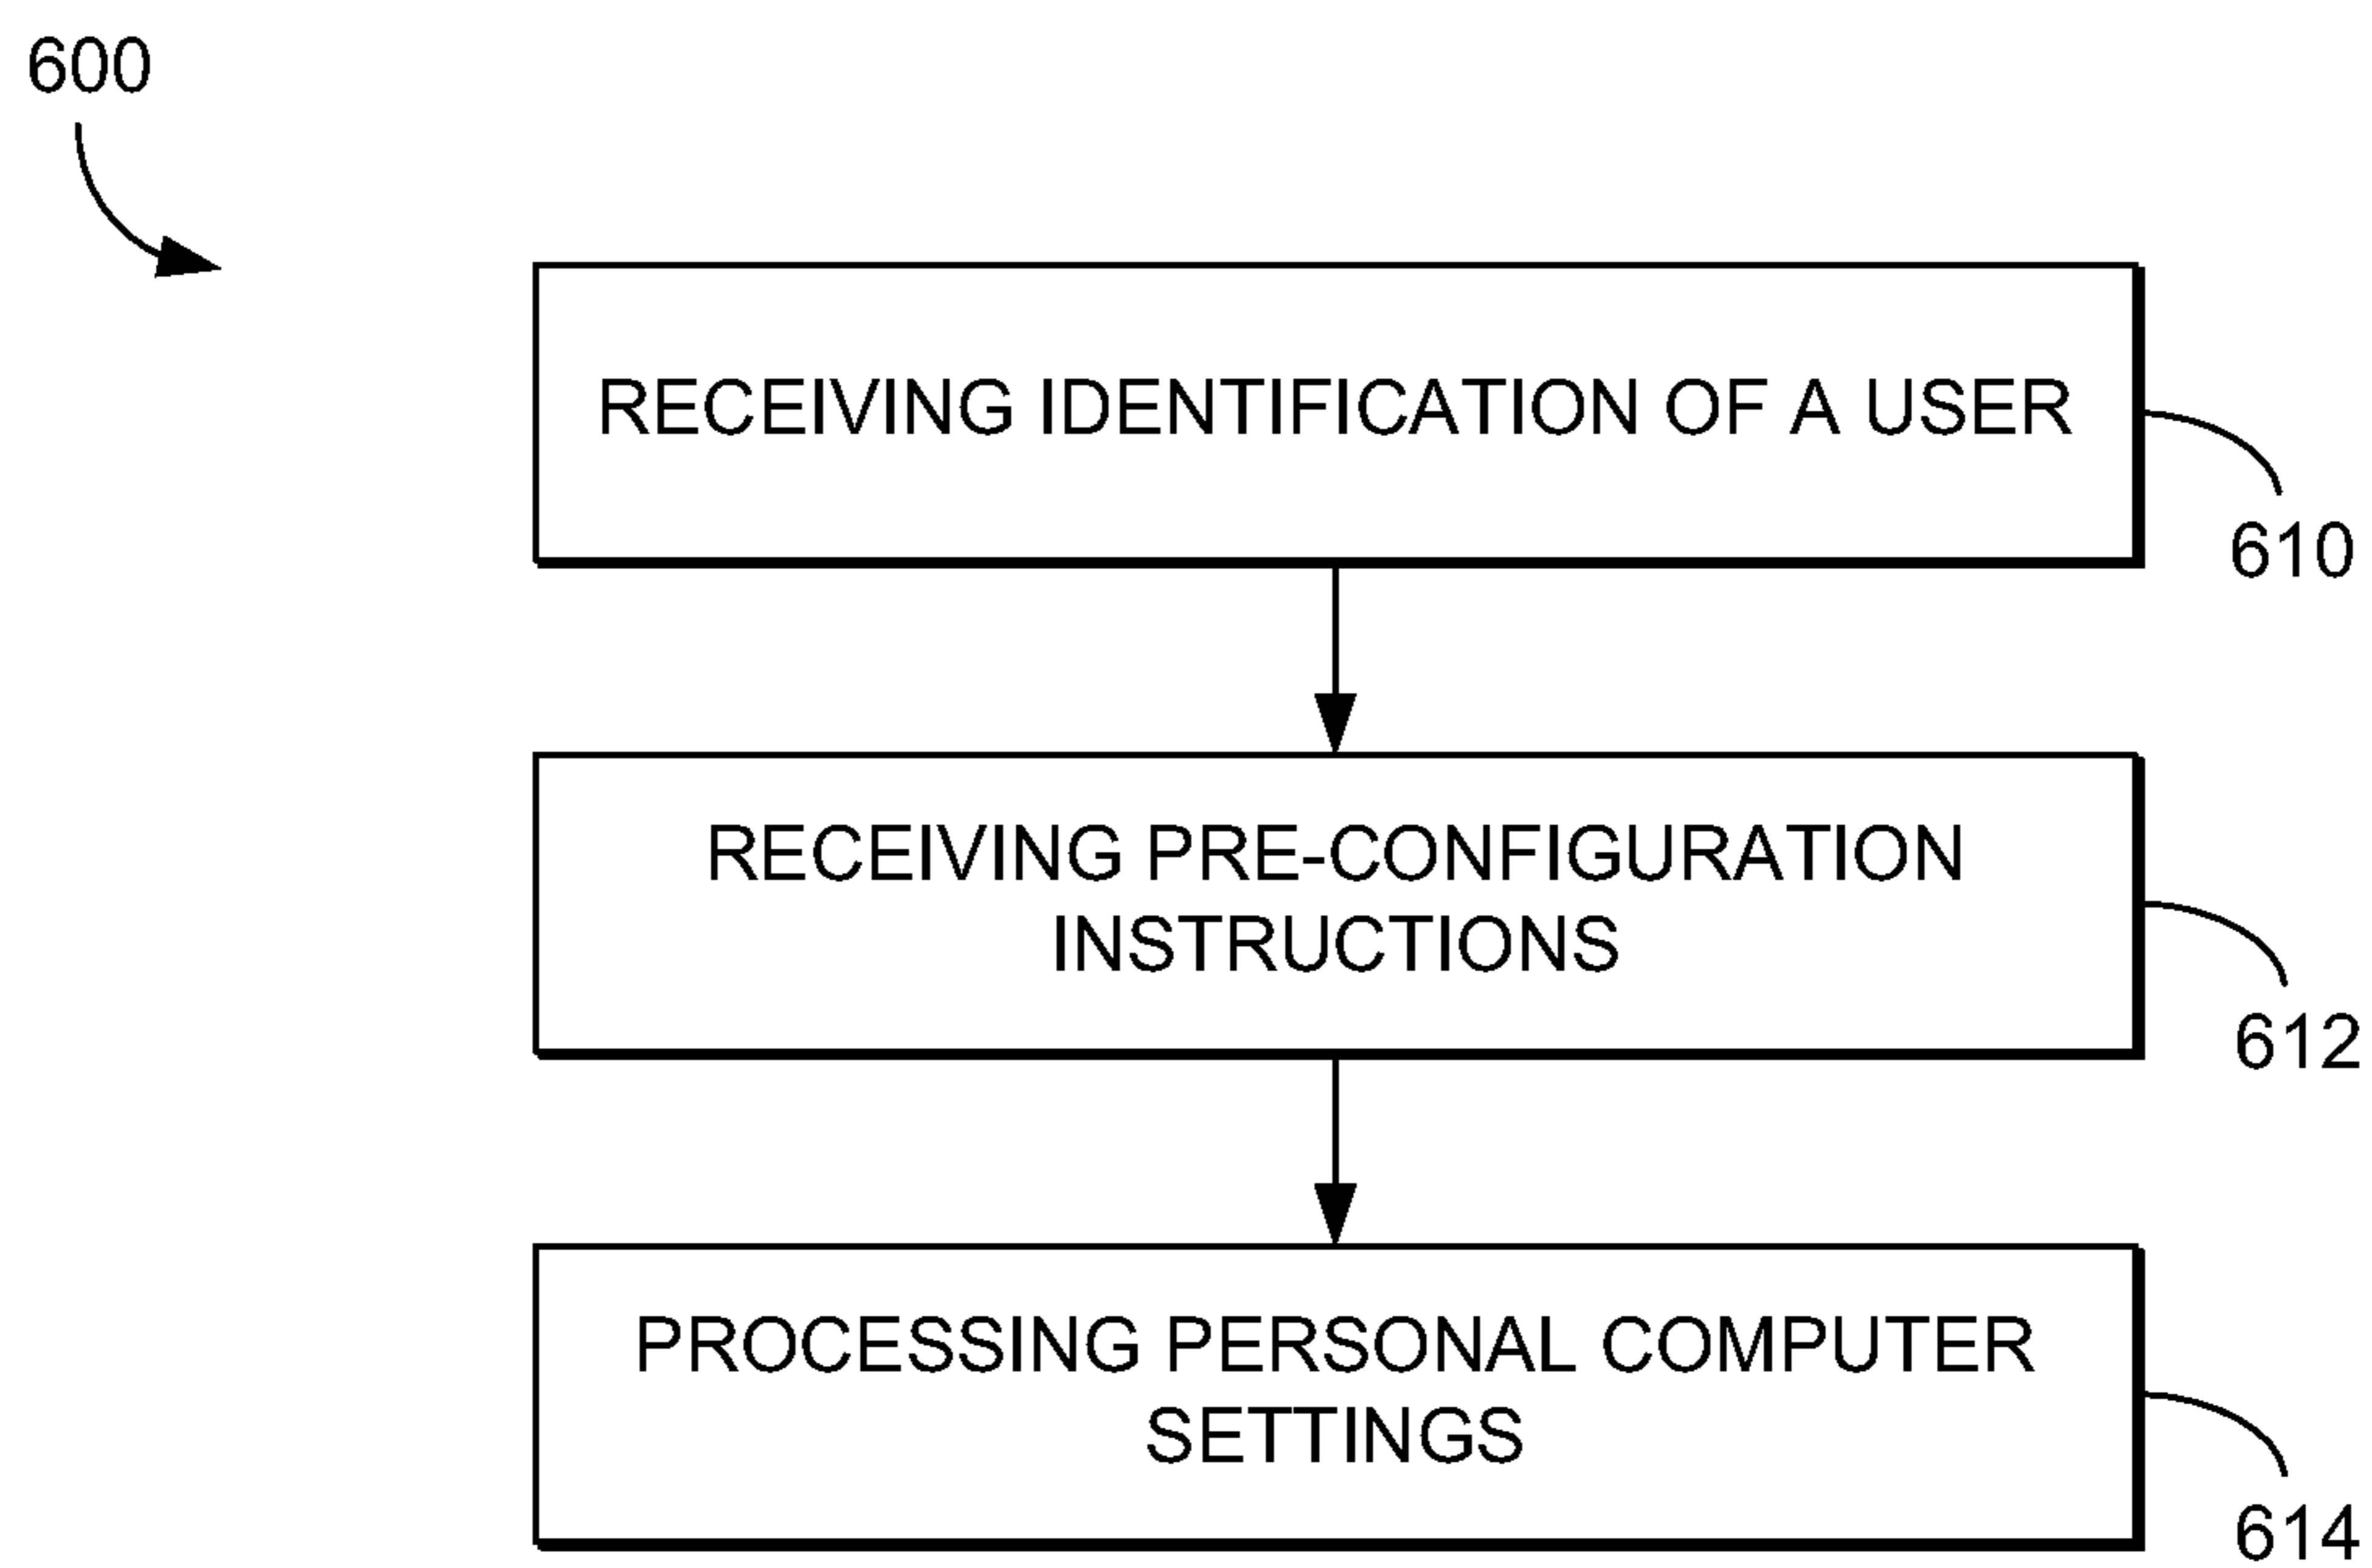 600
RECEIVING IDENTIFICATION OF A USER
610
RECEIVING PRE-CONFIGURATION
INSTRUCTIONS
612
PROCESSING PERSONAL COMPUTER
SETTINGS
614